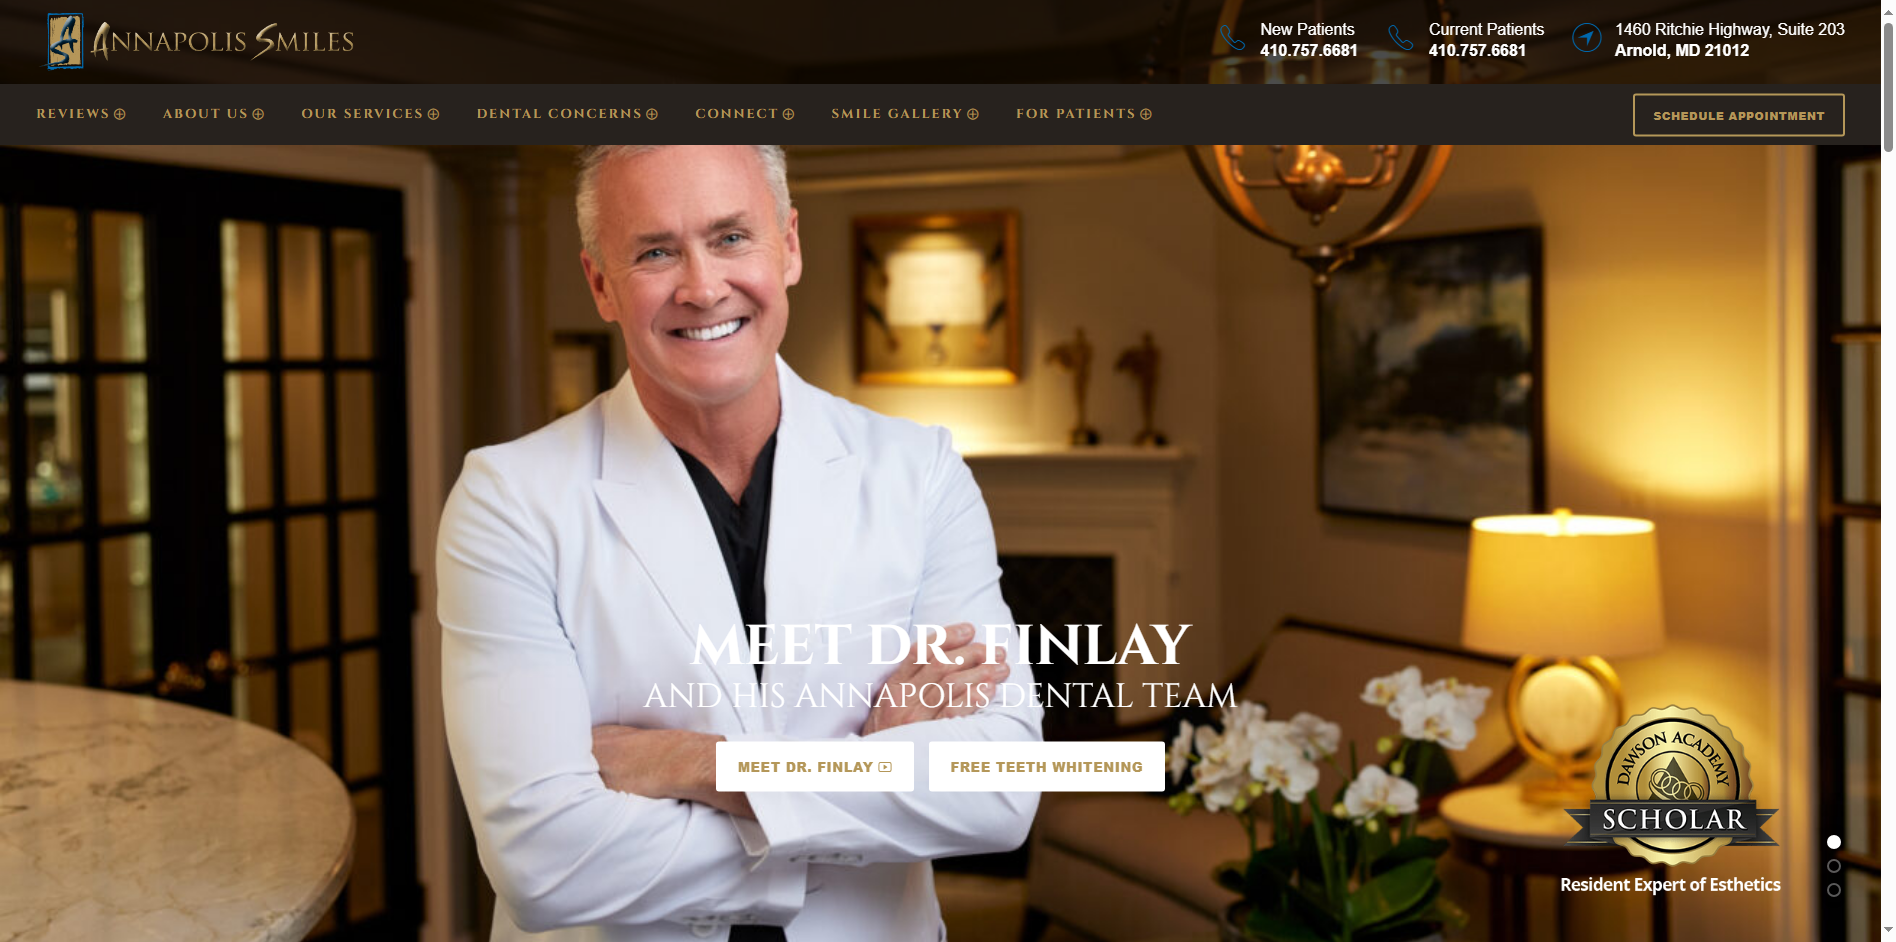 ANNAPOLIS SMILES
New Patients
410.757.6681
Current Patients
410.757.6681
1460 Ritchie Highway, Suite 203
Arnold, MD 21012
REVIEWS
ABOUT US
OUR SERVICES
DENTAL CONCERNS
CONNECT
SMILE GALLERY
FOR PATIENTS
SCHEDULE APPOINTMENT
MEET DR. FINLAY
AND HIS ANNAPOLIS DENTAL TEAM
MEET DR. FINLAY
FREE TEETH WHITENING
DAWSON ACADEMY
SCHOLAR
Resident Expert of Esthetics